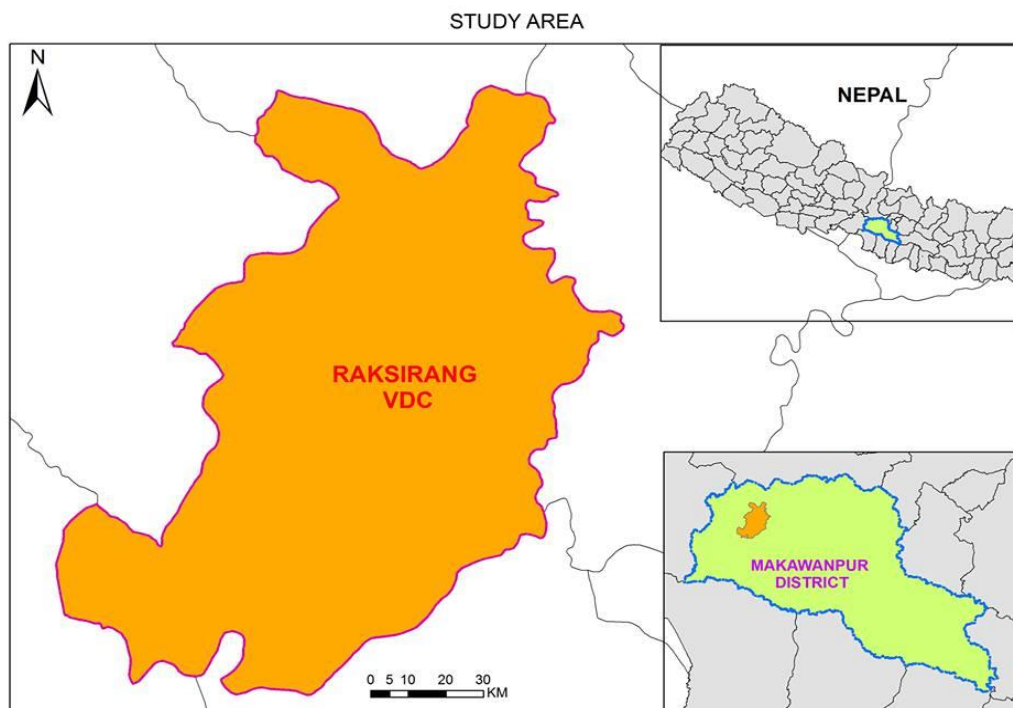 STUDY AREA
N
NEPAL
RAKSIRANG
VDC
MAKAWANPUR
DISTRICT
0 5 10 20 30
KM